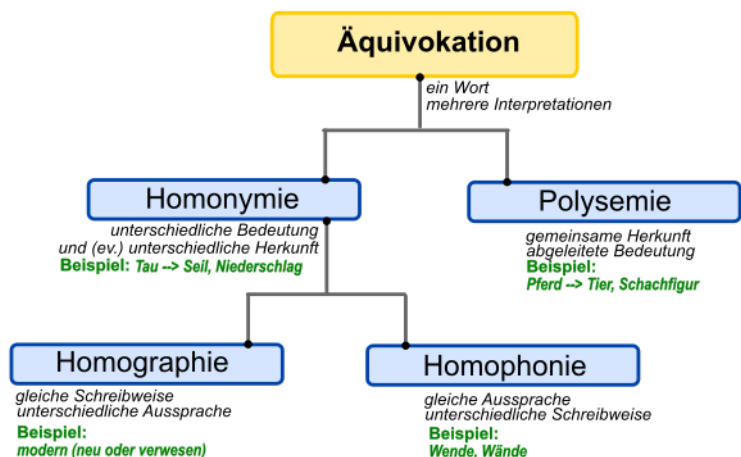 Äquivokation
ein Wort
mehrere Interpretationen
Homonymie
unterschiedliche Bedeutung
und (ev.) unterschiedliche Herkunft
Beispiel: Tau --> Seil, Niederschlag
Polysemie
gemeinsame Herkunft
abgeleitete Bedeutung
Beispiel:
Pferd --> Tier, Schachfigur
Homographie
gleiche Schreibweise
unterschiedliche Aussprache
Beispiel:
modern (neu oder verwesen)
Homophonie
gleiche Aussprache
unterschiedliche Schreibweise
Beispiel:
Wende, Wände